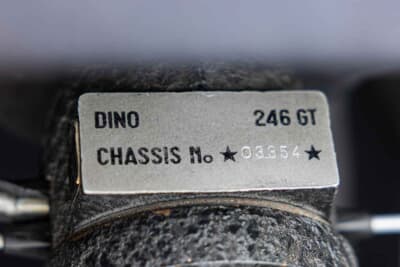 DINO 246 GT
CHASSIS No ★03354★